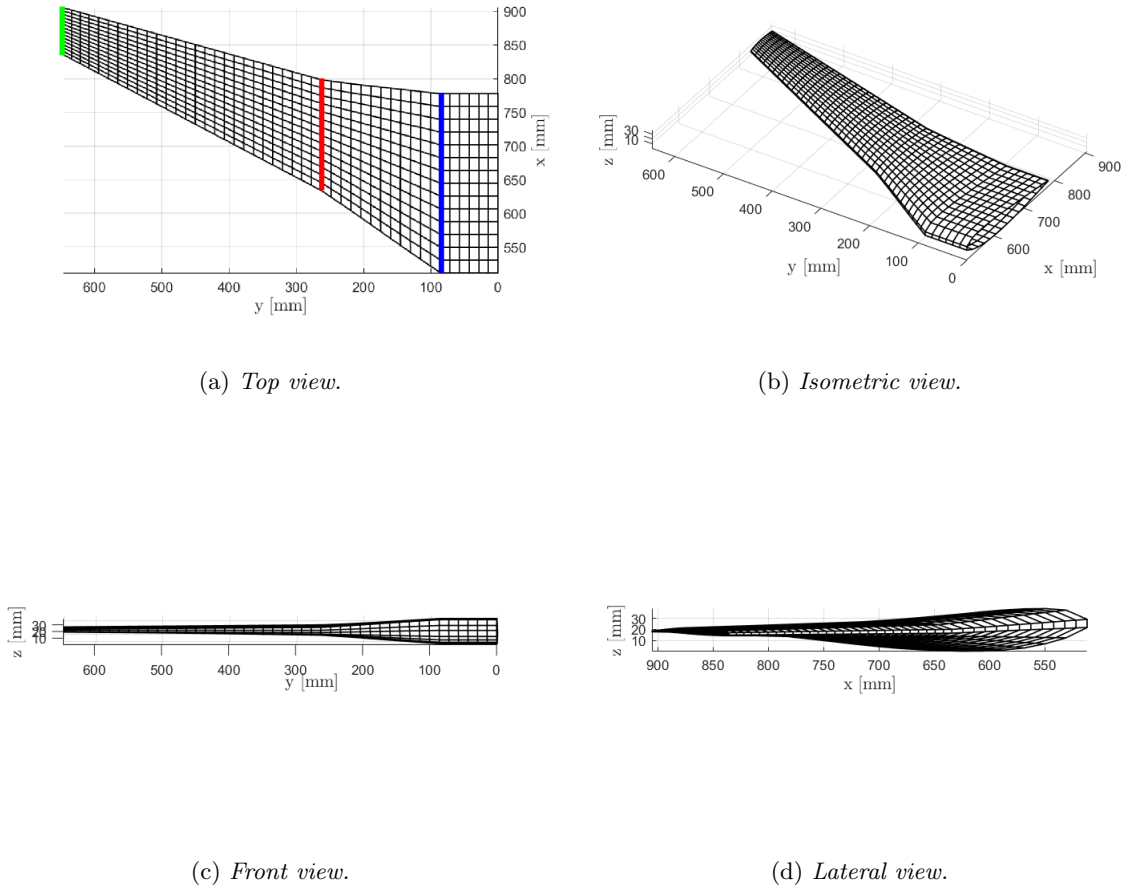 900
850
800
750
700
650
600
550
x [mm]
600 500 400 300 200 100 0
y [mm]
z [mm]
30
10
600
500
400
300
200
100
0
y [mm]
900
800
700
600
x [mm]
(a) Top view.
(b) Isometric view.
z [mm]
30
20
10
600 500 400 300 200 100 0
y [mm]
z [mm]
30
20
10
900 850 800 750 700 650 600 550
x [mm]
(c) Front view.
(d) Lateral view.